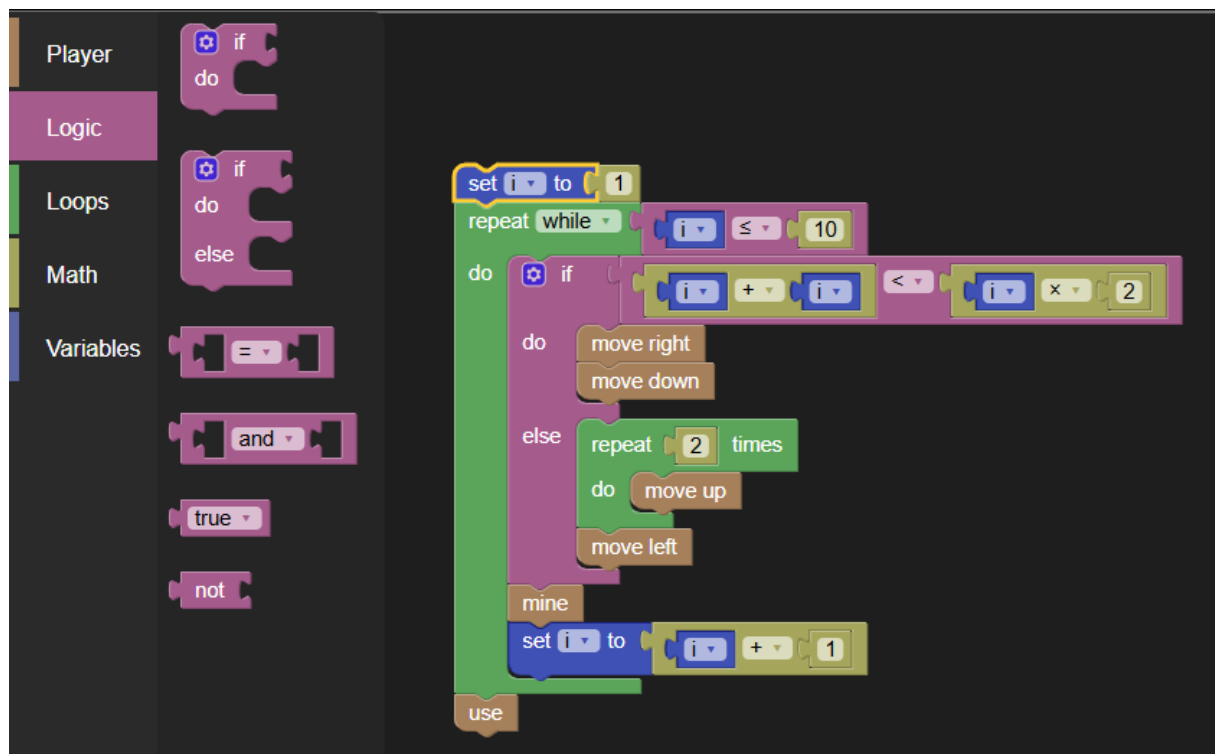 Player
Logic
Loops
Math
Variables
if
do
if
do
else
=
and
true
not
set i to 1
repeat while i ≤ 10
do if i + i < i × 2
do move right
move down
else repeat 2 times
do move up
move left
mine
set i to i + 1
use